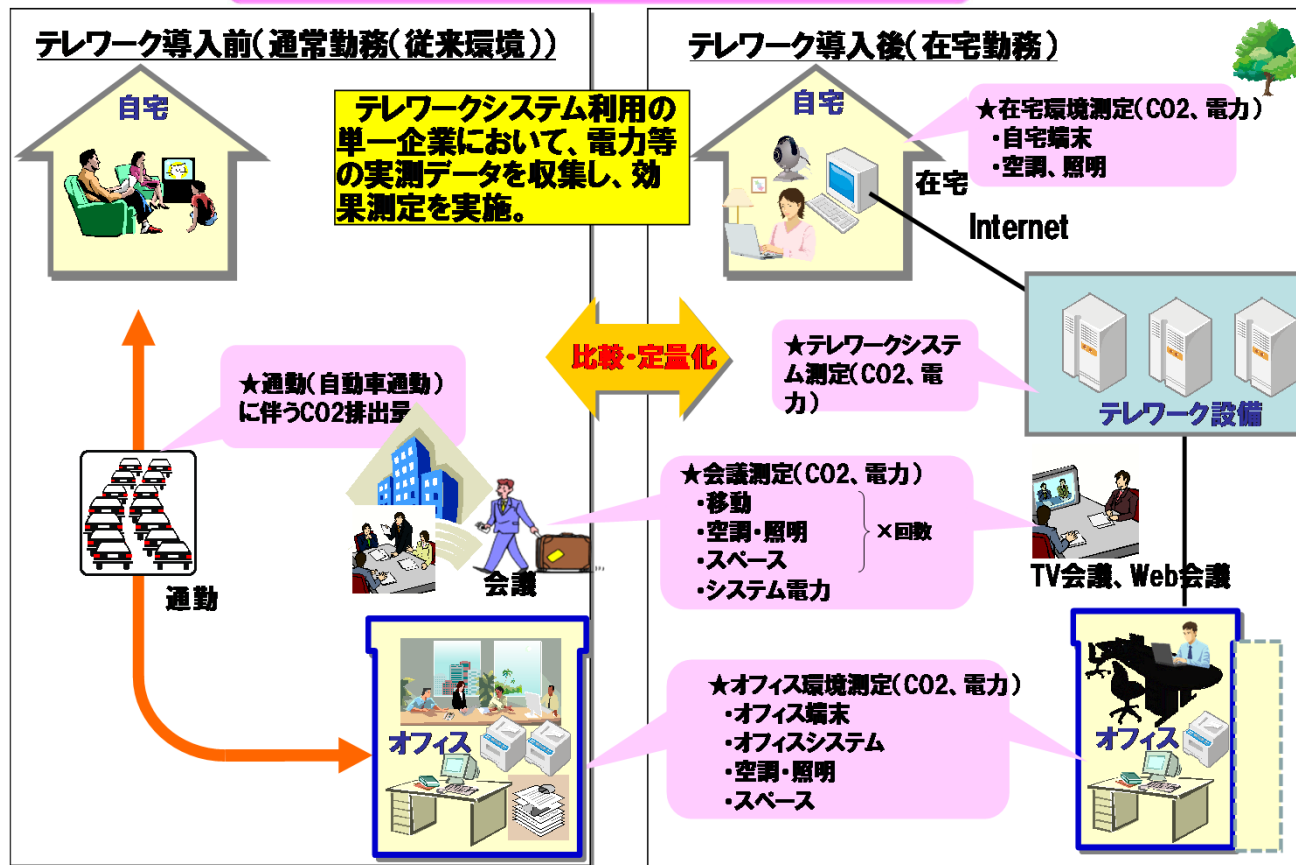 テレワーク導入前(通常勤務(従来環境))
自宅
テレワークシステム利用の
単一企業において、電力等
の実測データを収集し、効
果測定を実施。
★通勤(自動車通勤)
に伴うCO2排出量
通勤
会議
オフィス
比較・定量化
テレワーク導入後(在宅勤務)
自宅
★在宅環境測定(CO2、電力)
・自宅端末
・空調、照明
在宅
Internet
★テレワークシステ
ム測定(CO2、電
力)
テレワーク設備
★会議測定(CO2、電力)
・移動
・空調・照明
・スペース
・システム電力
×回数
TV会議、Web会議
★オフィス環境測定(CO2、電力)
・オフィス端末
・オフィスシステム
・空調・照明
・スペース
オフィス